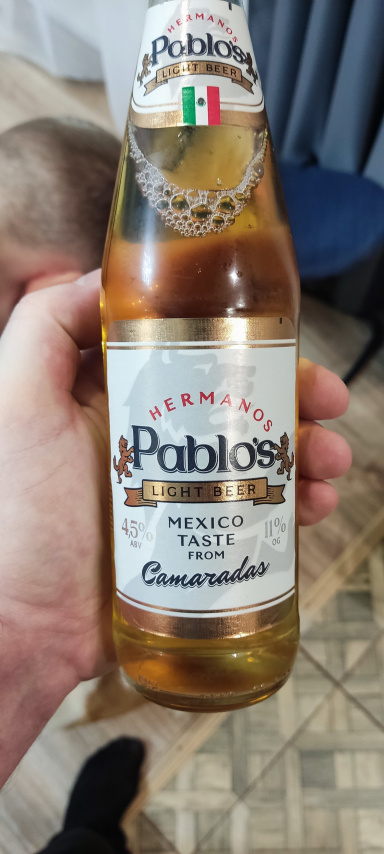 HERMANOS
Pablo's
LIGHT BEER
HERMANOS
Pablo's
LIGHT BEER
4,5%
ABV
MEXICO
TASTE
FROM
11%
OG
Camaradas